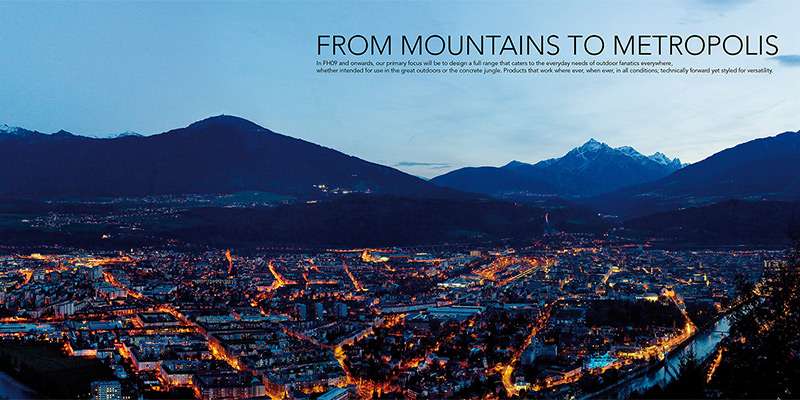 FROM MOUNTAINS TO METROPOLIS
In FH09 and onwards, our primary focus will be to design a full range that caters to the everyday needs of outdoor fanatics everywhere,
whether intended for use in the great outdoors or the concrete jungle. Products that work where ever, when ever, in all conditions; technically forward yet styled for versatility.